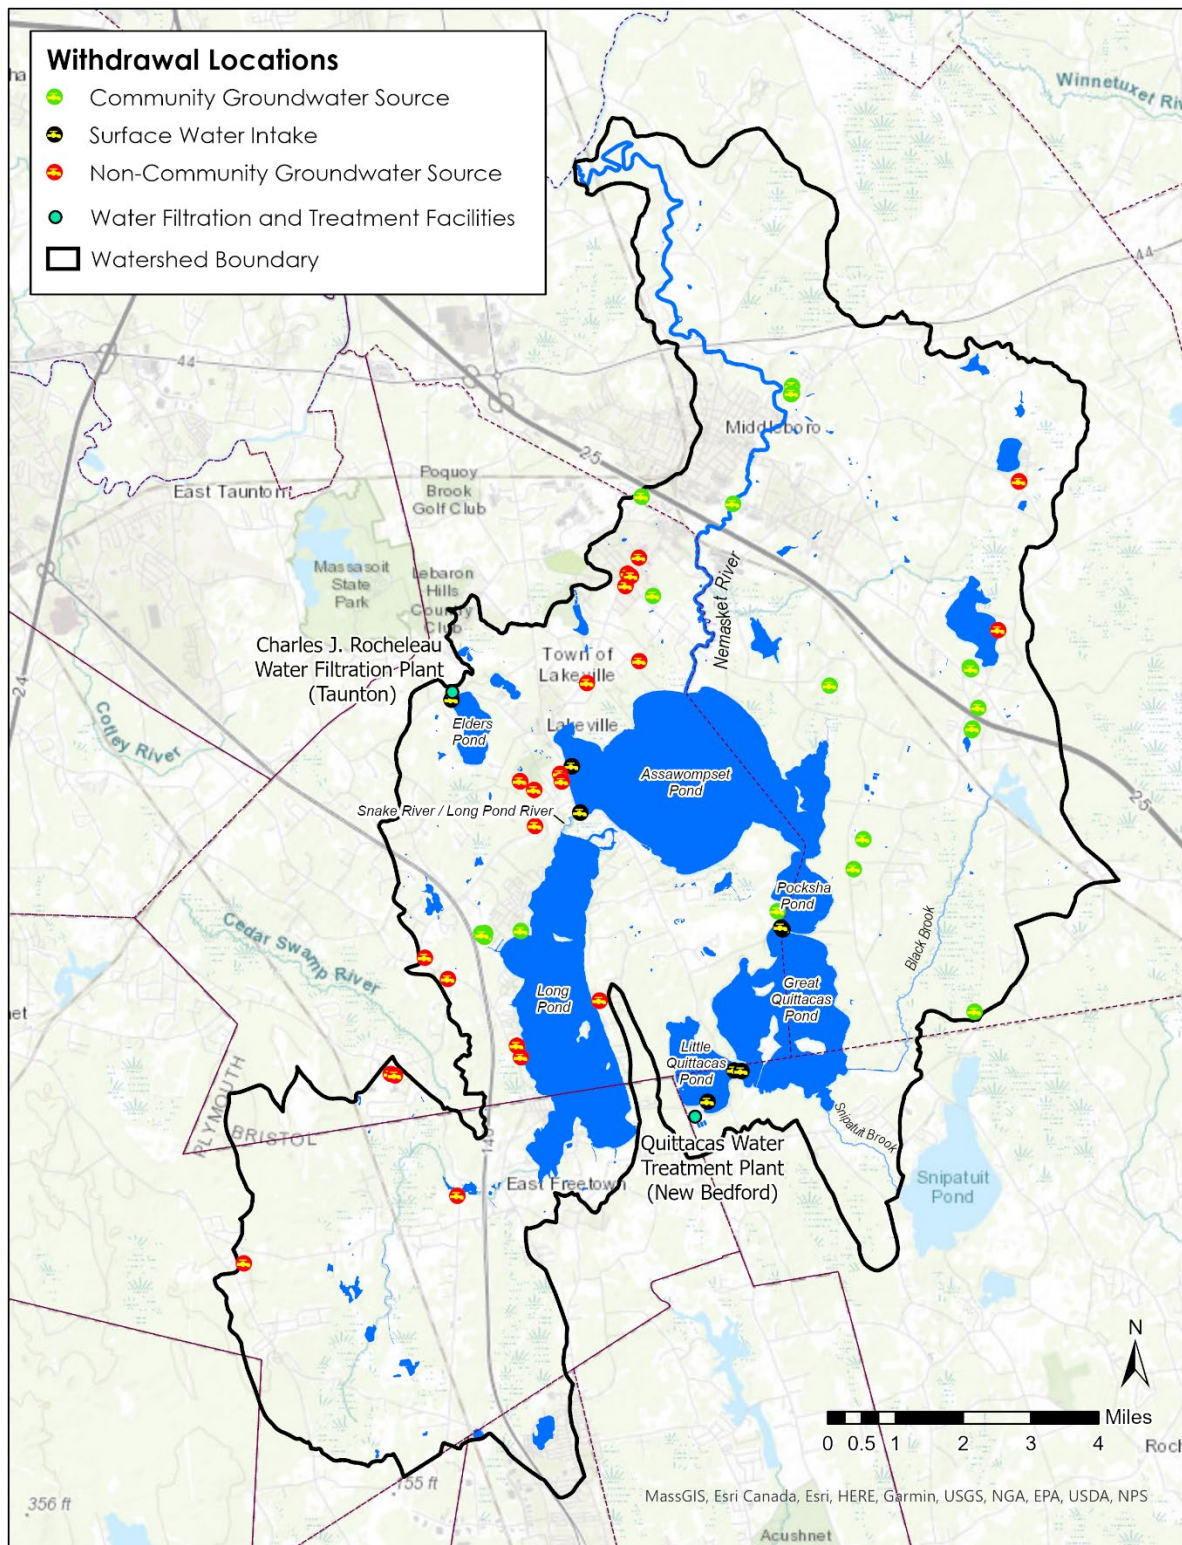 Withdrawal Locations
Community Groundwater Source
Surface Water Intake
Non-Community Groundwater Source
Water Filtration and Treatment Facilities
Watershed Boundary
ha
Winnetuxet Riv
44
44
24
25
Middleboro
Poquoy
Brook
Golf Club
East Taunton
Massasoit
State
Park
Lebaron
Hills
Country
Club
Nemasket River
Charles J. Rocheleau
Water Filtration Plant
(Taunton)
Town of
Lakeville
Cotley River
Elders
Pond
Lakeville
Assawompset
Pond
25
Snake River / Long Pond River
Pocksha
Pond
Black Brook
Cedar Swamp River
net
Long
Pond
Great
Quittacas
Pond
Little
Quittacas
Pond
PLYMOUTH
BRISTOL
140
Snipatuit Brook
Quittacas Water
Treatment Plant
(New Bedford)
East Freetown
Snipatuit
Pond
N
Miles
0 0.5 1 2 3 4
Roch
155 ft
356 ft
MassGIS, Esri Canada, Esri, HERE, Garmin, USGS, NGA, EPA, USDA, NPS
Acushnet